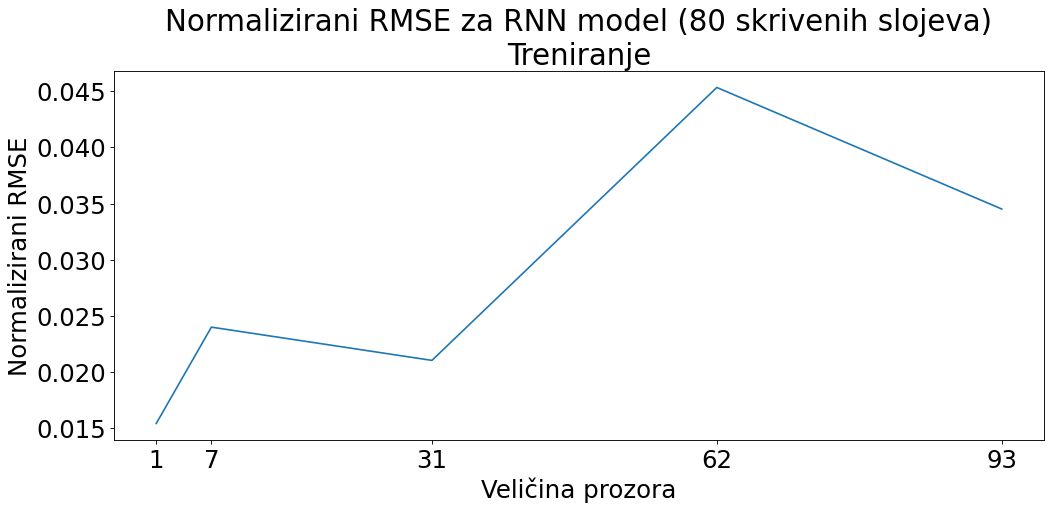 Normalizirani RMSE za RNN model (80 skrivenih slojeva)
Treniranje
Normalizirani RMSE
0.045
0.040
0.035
0.030
0.025
0.020
0.015
1 7 31 62 93
Veličina prozora